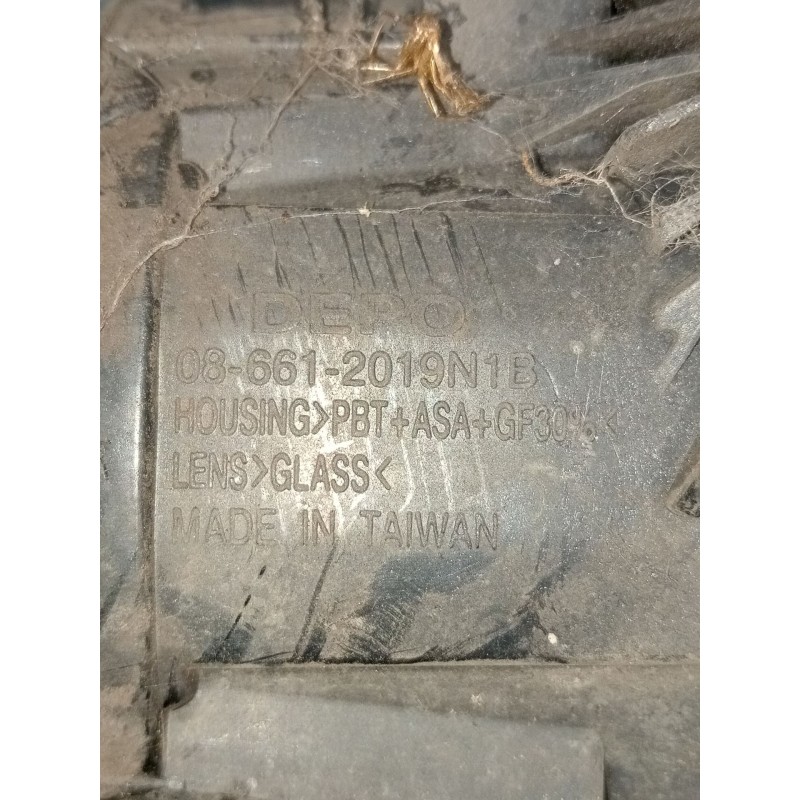 DEPO
08-661-2019N1B
HOUSING>PBT+ASA+GF30%<
LENS>GLASS<
MADE IN TAIWAN